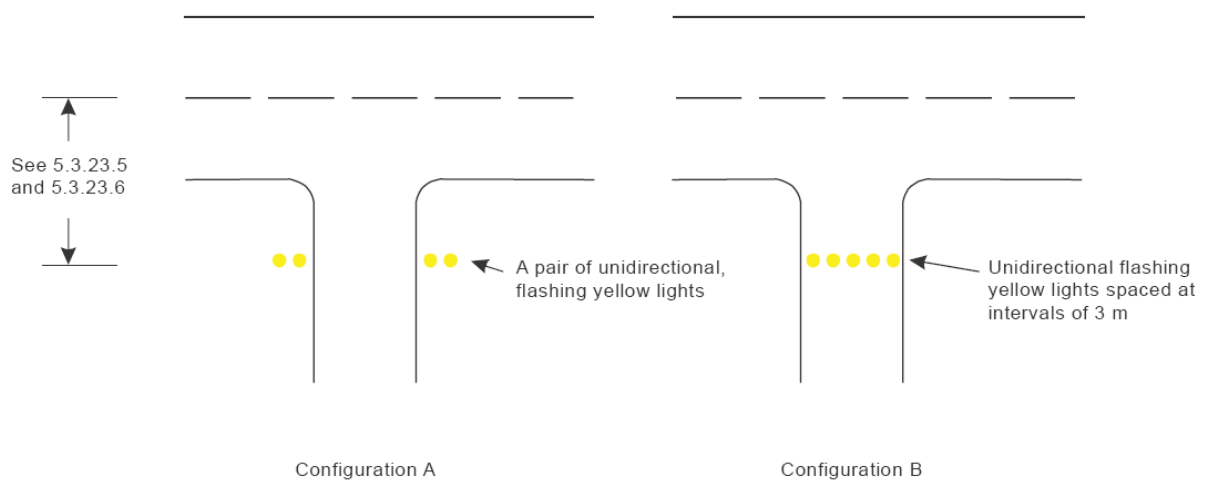 See 5.3.23.5
and 5.3.23.6
A pair of unidirectional,
flashing yellow lights
Unidirectional flashing
yellow lights spaced at
intervals of 3 m
Configuration A
Configuration B